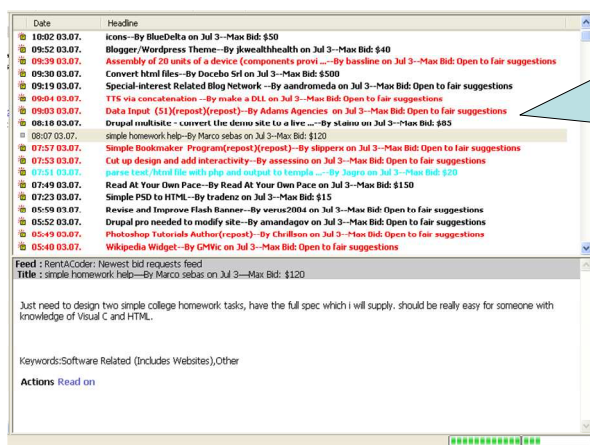 Date Headline
10:02 03.07. icons--By BlueDelta on Jul 3--Max Bid: $50
09:52 03.07. Blogger/Wordpress Theme--By jkwealthhealth on Jul 3--Max Bid: $40
09:39 03.07. Assembly of 20 units of a device (components provi ...--By bassline on Jul 3--Max Bid: Open to fair suggestions
09:30 03.07. Convert html files--By Docebo Srl on Jul 3--Max Bid: $500
09:19 03.07. Special-interest Related Blog Network --By aandromeda on Jul 3--Max Bid: Open to fair suggestions
09:04 03.07. TTS via concatenation --By make a DLL on Jul 3--Max Bid: Open to fair suggestions
09:03 03.07. Data Input (51)(repost)(repost)--By Adams Agencies on Jul 3--Max Bid: Open to fair suggestions
08:18 03.07. Drupal multisite - convert the demo site to a live ...--By staino on Jul 3--Max Bid: $85
08:07 03.07. simple homework help--By Marco sebas on Jul 3--Max Bid: $120
07:57 03.07. Simple Bookmaker Program(repost)(repost)--By slipperx on Jul 3--Max Bid: Open to fair suggestions
07:53 03.07. Cut up design and add interactivity--By assessino on Jul 3--Max Bid: Open to fair suggestions
07:51 03.07. parse text/html file with php and output to templa ...--By Jagro on Jul 3--Max Bid: $20
07:49 03.07. Read At Your Own Pace--By Read At Your Own Pace on Jul 3--Max Bid: $150
07:23 03.07. Simple PSD to HTML--By tradenz on Jul 3--Max Bid: $15
05:59 03.07. Revise and Improve Flash Banner--By verus2004 on Jul 3--Max Bid: Open to fair suggestions
05:52 03.07. Drupal pro needed to modify site--By amandagov on Jul 3--Max Bid: Open to fair suggestions
05:49 03.07. Photoshop Tutorials Author(repost)--By Chrillson on Jul 3--Max Bid: Open to fair suggestions
05:40 03.07. Wikipedia Widget--By GMVic on Jul 3--Max Bid: Open to fair suggestions
Feed : RentACoder: Newest bid requests Feed
Title : simple homework help—By Marco sebas on Jul 3—Max Bid: $120
Just need to design two simple college homework tasks, have the full spec which i will supply. should be really easy for someone with
knowledge of Visual C and HTML.
Keywords:Software Related (Includes Websites),Other
Actions Read on